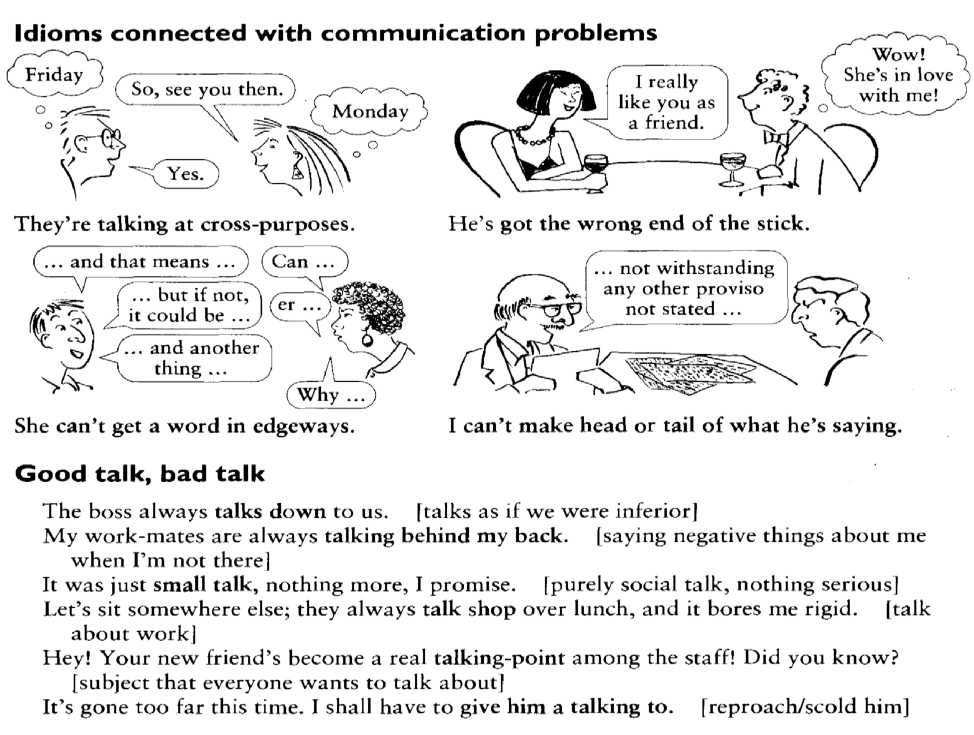 Idioms connected with communication problems
Friday
So, see you then.
Monday
Yes.
They're talking at cross-purposes.
I really
like you as
a friend.
Wow!
She's in love
with me!
He's got the wrong end of the stick.
... and that means ...
... but if not,
it could be ...
... and another
thing ...
Can ...
er ...
Why ...
She can't get a word in edgeways.
... not withstanding
any other proviso
not stated ...
I can't make head or tail of what he's saying.
Good talk, bad talk
The boss always talks down to us. [talks as if we were inferior]
My work-mates are always talking behind my back. [saying negative things about me
when I'm not there]
It was just small talk, nothing more, I promise. [purely social talk, nothing serious]
Let's sit somewhere else; they always talk shop over lunch, and it bores me rigid. [talk
about work]
Hey! Your new friend's become a real talking-point among the staff! Did you know?
[subject that everyone wants to talk about]
It's gone too far this time. I shall have to give him a talking to. [reproach/scold him]